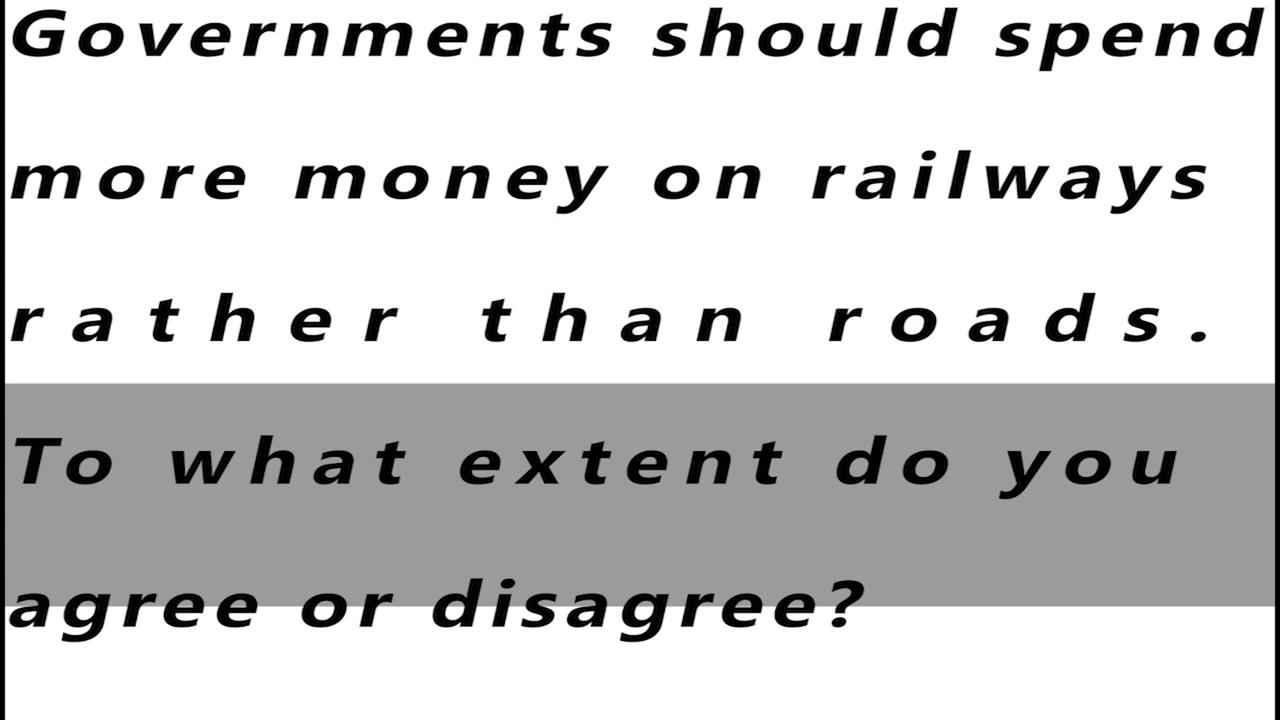 Governments should spend
more money on railways
rather than roads.
To what extent do you
agree or disagree?